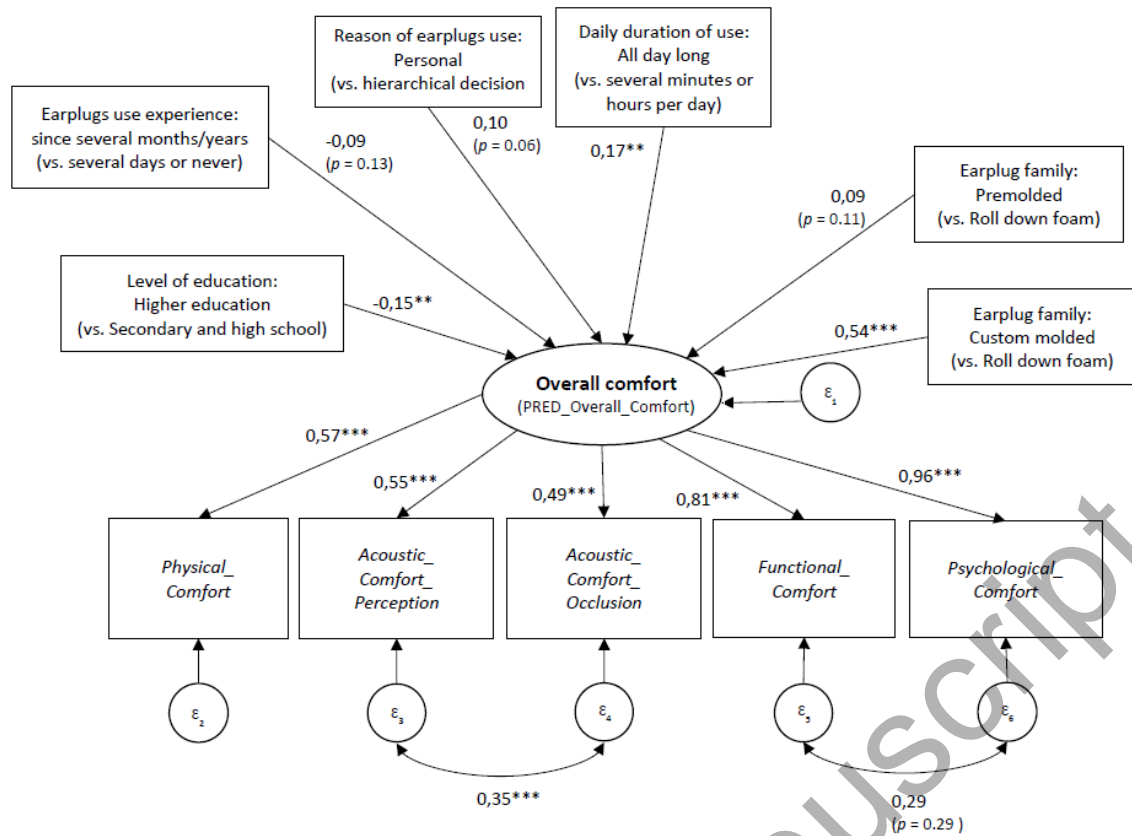 Reason of earplugs use:
Personal
(vs. hierarchical decision
Daily duration of use:
All day long
(vs. several minutes or
hours per day)
Earplugs use experience:
since several months/years
(vs. several days or never)
-0,09
(p = 0.13)
0,10
(p = 0.06)
0,17**
0,09
(p = 0.11)
Earplug family:
Premolded
(vs. Roll down foam)
Level of education:
Higher education
(vs. Secondary and high school)
-0,15**
0,54***
Earplug family:
Custom molded
(vs. Roll down foam)
Overall comfort
(PRED_Overall_Comfort)
ε1
0,57***
0,55***
0,49***
0,81***
0,96***
Physical_
Comfort
Acoustic_
Comfort_
Perception
Acoustic_
Comfort_
Occlusion
Functional_
Comfort
Psychological_
Comfort
ε2
ε3
ε4
ε5
ε6
0,35***
0,29
(p = 0.29 )
uscript